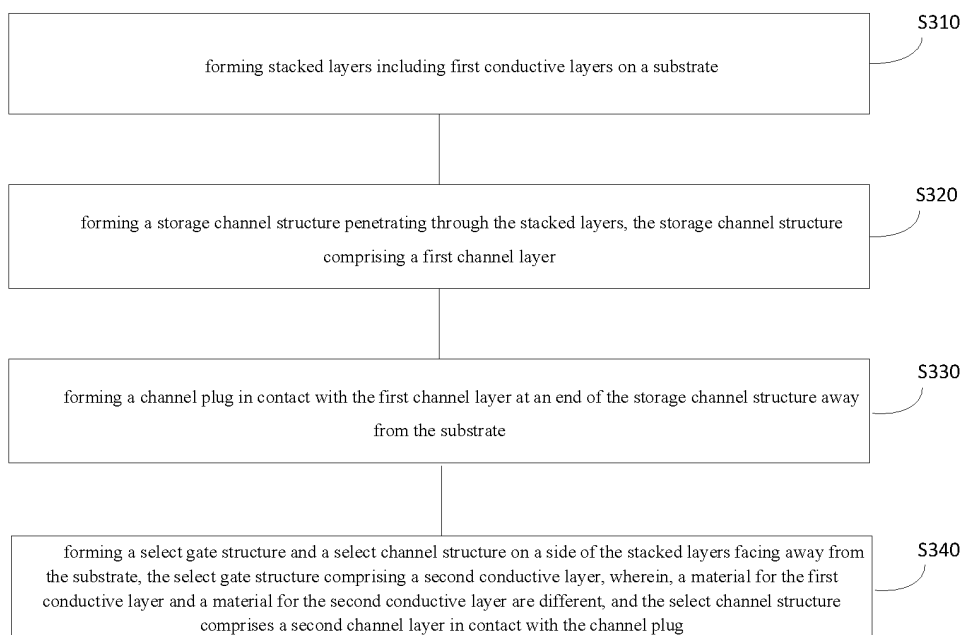 S310
forming stacked layers including first conductive layers on a substrate
S320
forming a storage channel structure penetrating through the stacked layers, the storage channel structure
comprising a first channel layer
S330
forming a channel plug in contact with the first channel layer at an end of the storage channel structure away
from the substrate
S340
forming a select gate structure and a select channel structure on a side of the stacked layers facing away from
the substrate, the select gate structure comprising a second conductive layer, wherein, a material for the first
conductive layer and a material for the second conductive layer are different, and the select channel structure
comprises a second channel layer in contact with the channel plug